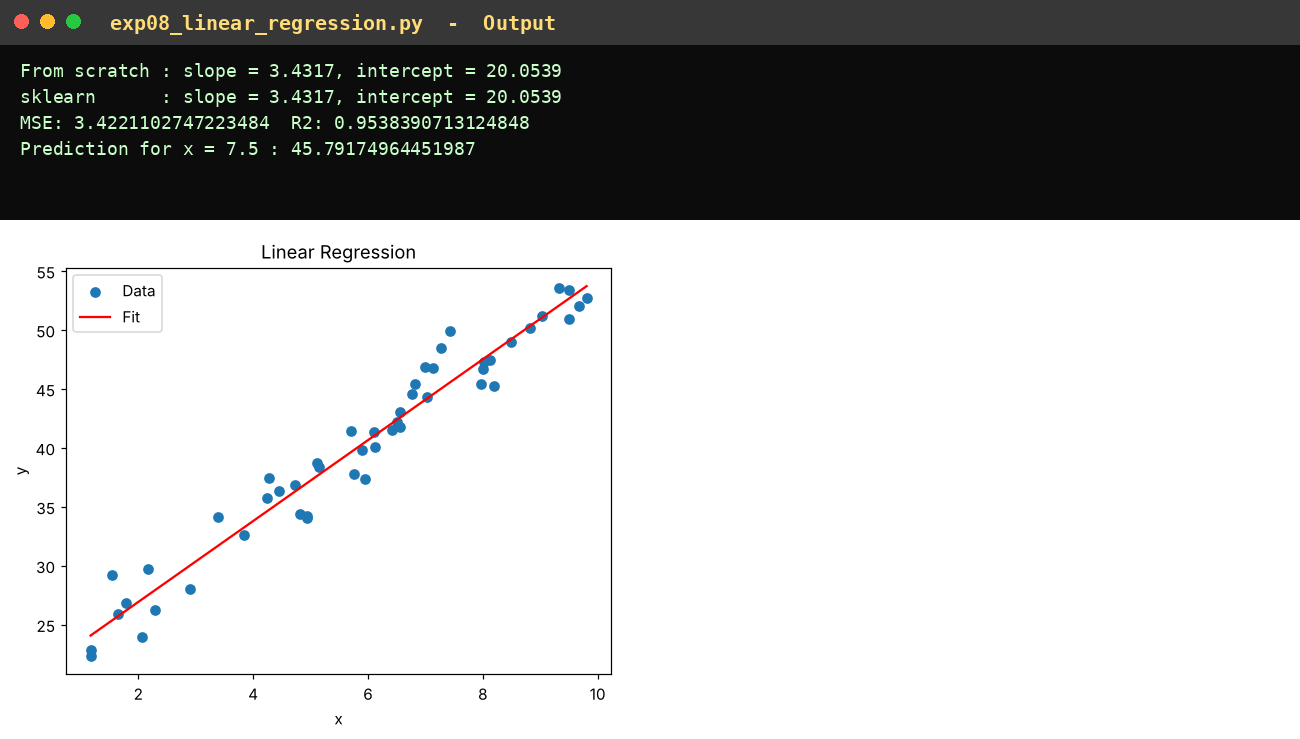 exp08_linear_regression.py  -  Output
From scratch : slope = 3.4317, intercept = 20.0539
sklearn      : slope = 3.4317, intercept = 20.0539
MSE: 3.4221102747223484  R2: 0.9538390713124848
Prediction for x = 7.5 : 45.79174964451987
Linear Regression
Data
Fit
55
50
45
40
35
30
25
y
2 4 6 8 10
x